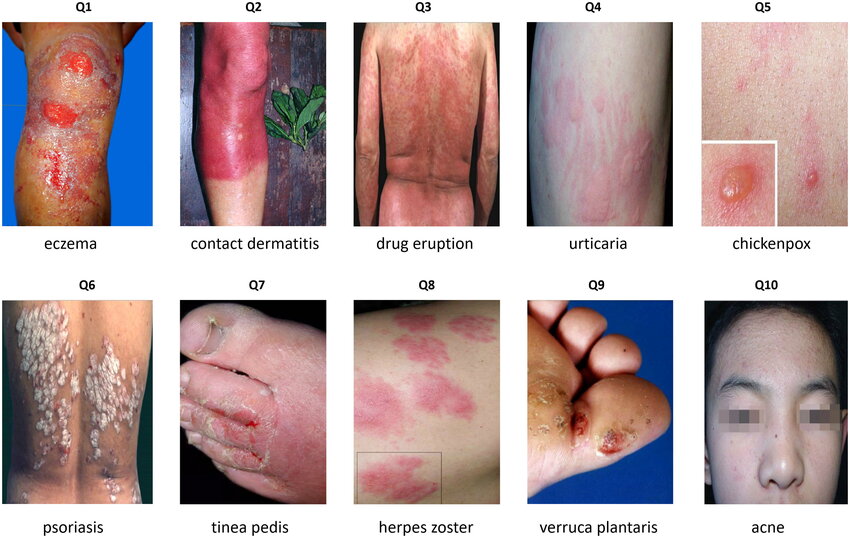 Q1 Q2 Q3 Q4 Q5
eczema contact dermatitis drug eruption urticaria chickenpox
Q6 Q7 Q8 Q9 Q10
psoriasis tinea pedis herpes zoster verruca plantaris acne